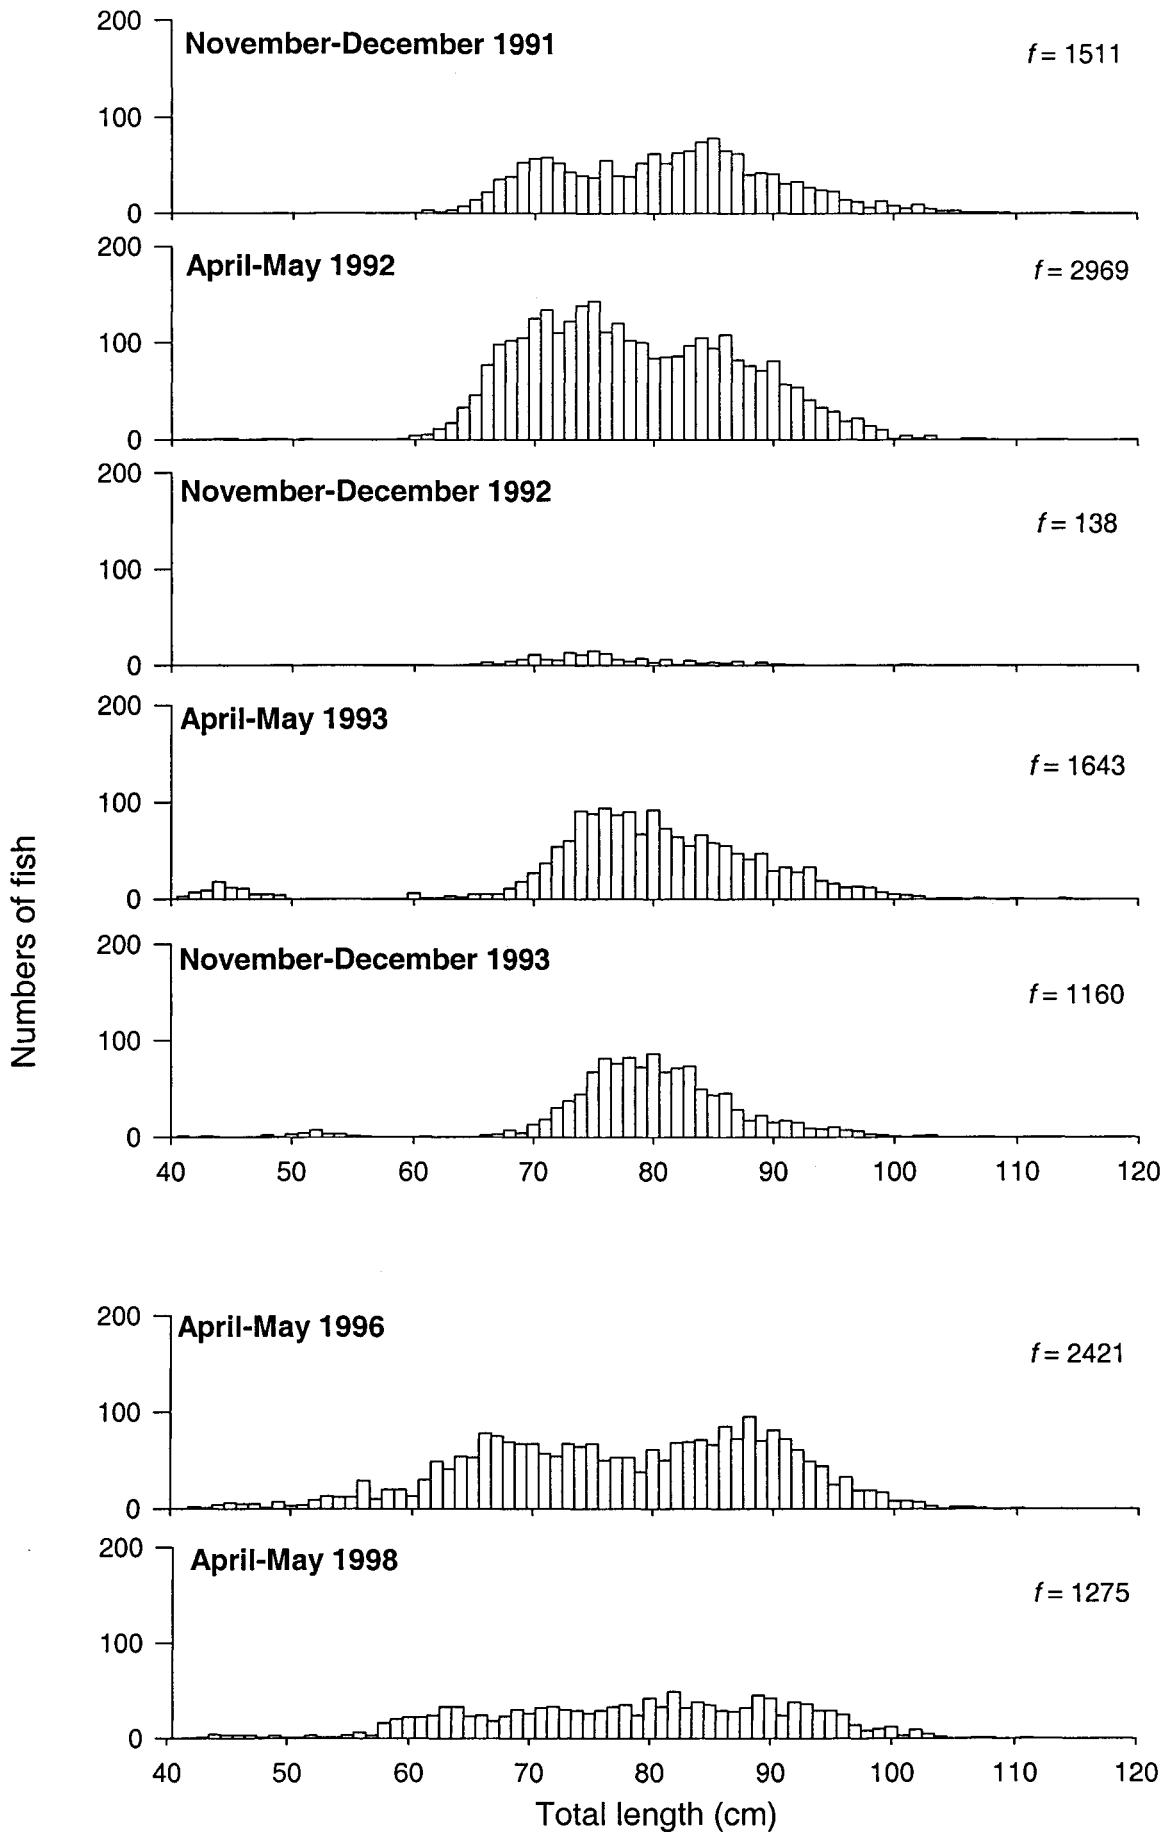 200
November-December 1991
f = 1511
100
0
200
April-May 1992
f = 2969
100
0
200
November-December 1992
f = 138
100
0
200
April-May 1993
f = 1643
100
0
Numbers of fish
200
November-December 1993
f = 1160
100
0
40 50 60 70 80 90 100 110 120
200
April-May 1996
f = 2421
100
0
200
April-May 1998
f = 1275
100
0
40 50 60 70 80 90 100 110 120
Total length (cm)